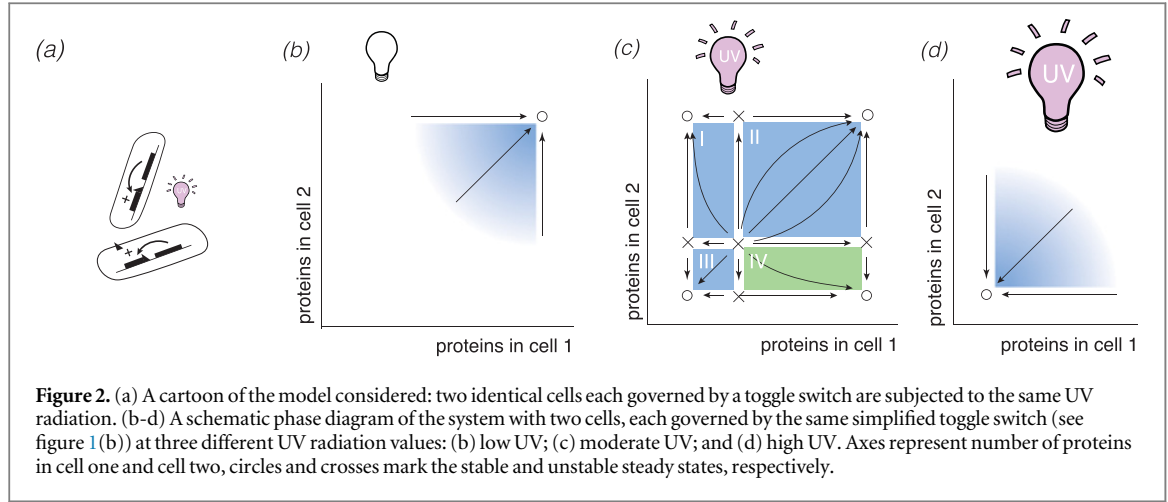 (a)
(b)
(c)
(d)
UV
UV
I
II
III
IV
+
+
proteins in cell 2
proteins in cell 1
proteins in cell 2
proteins in cell 1
proteins in cell 2
proteins in cell 1
Figure 2. (a) A cartoon of the model considered: two identical cells each governed by a toggle switch are subjected to the same UV
radiation. (b-d) A schematic phase diagram of the system with two cells, each governed by the same simplified toggle switch (see
figure 1(b)) at three different UV radiation values: (b) low UV; (c) moderate UV; and (d) high UV. Axes represent number of proteins
in cell one and cell two, circles and crosses mark the stable and unstable steady states, respectively.